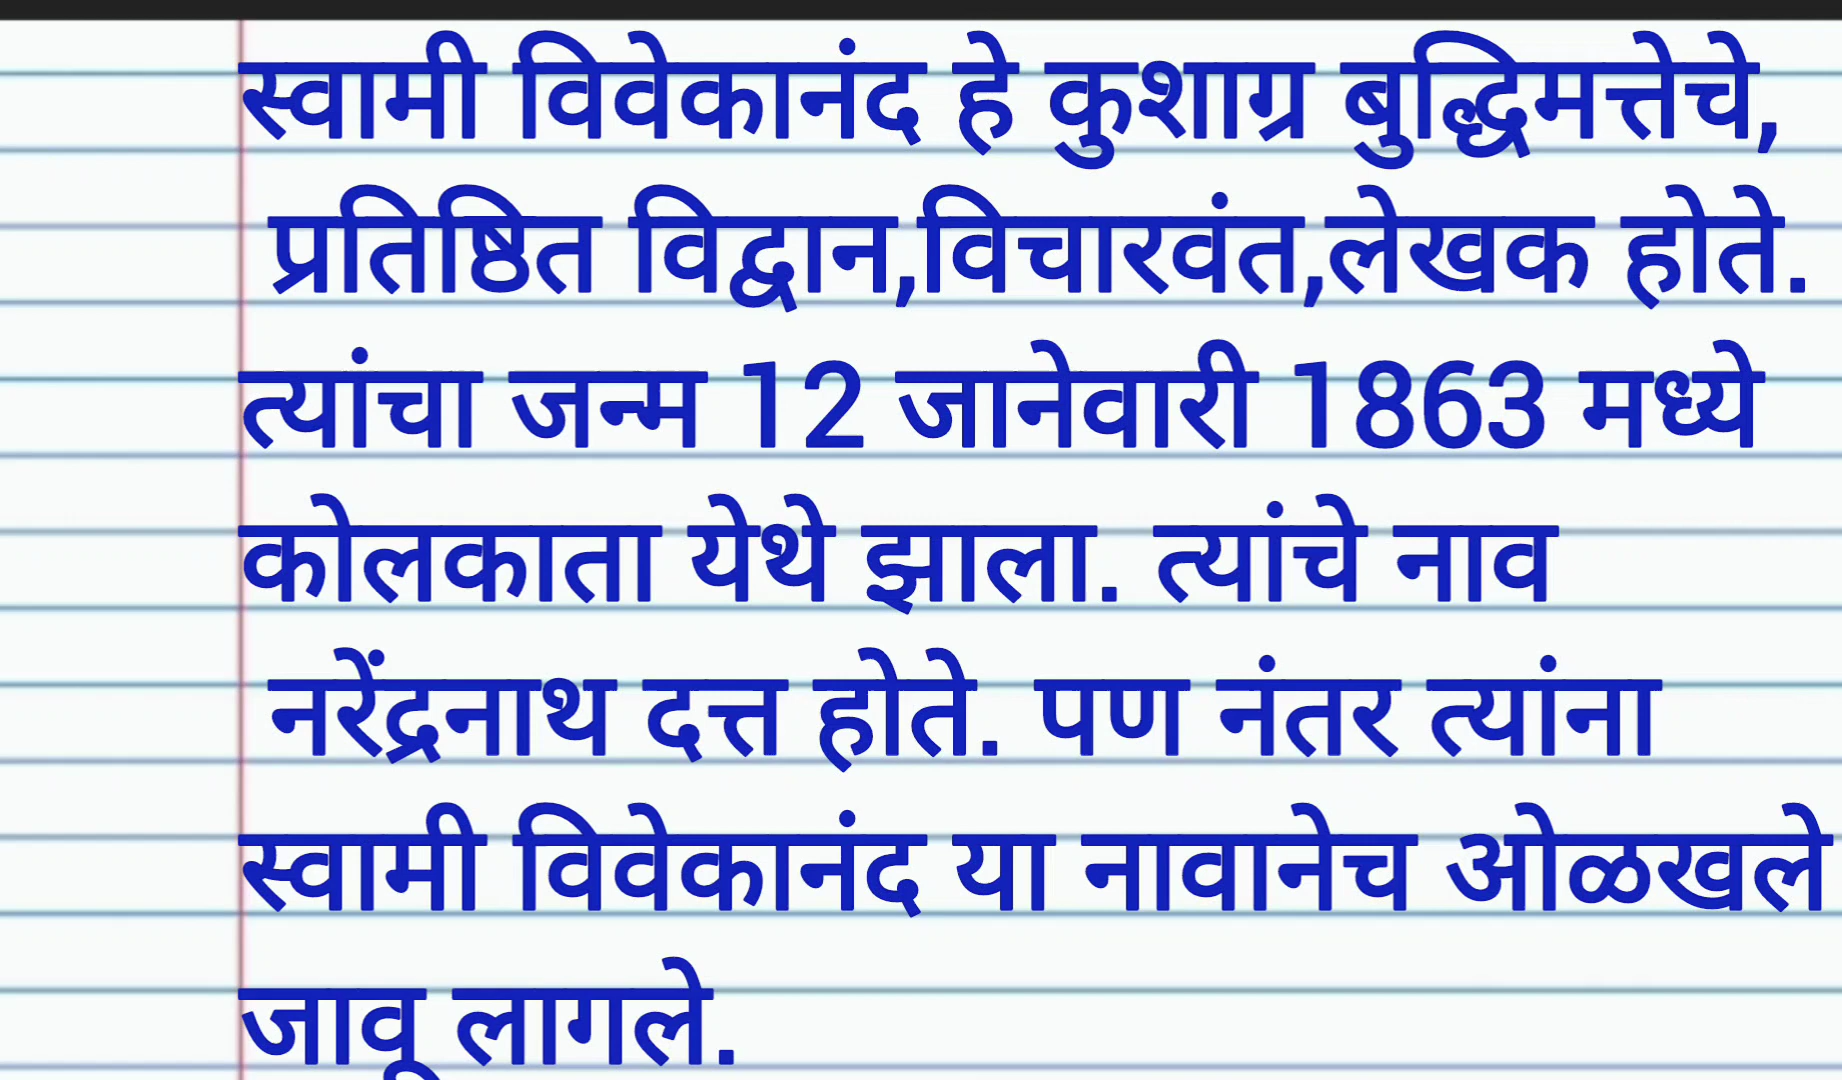 स्वामी विवेकानंद हे कुशाग्र बुद्धिमत्तेचे,
प्रतिष्ठित विद्वान,विचारवंत,लेखक होते.
त्यांचा जन्म 12 जानेवारी 1863 मध्ये
कोलकाता येथे झाला. त्यांचे नाव
नरेंद्रनाथ दत्त होते. पण नंतर त्यांना
स्वामी विवेकानंद या नावानेच ओळखले
जावू लागले.